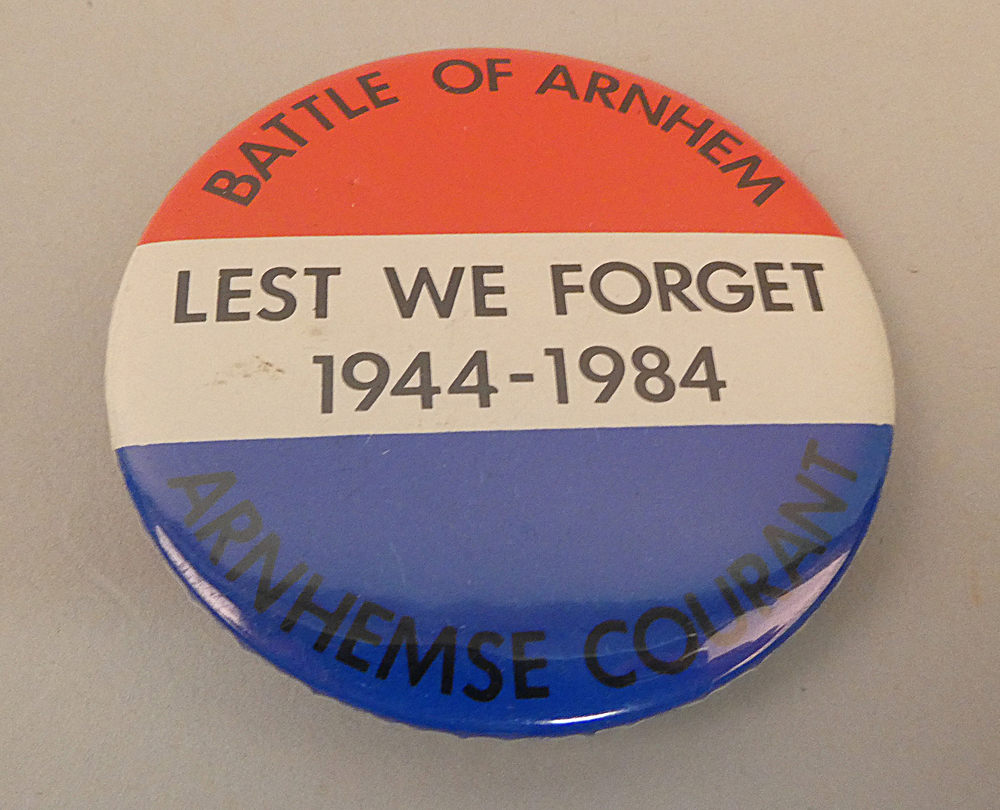 BATTLE OF ARNHEM
LEST WE FORGET
1944-1984
ARNHEMSE COURANT